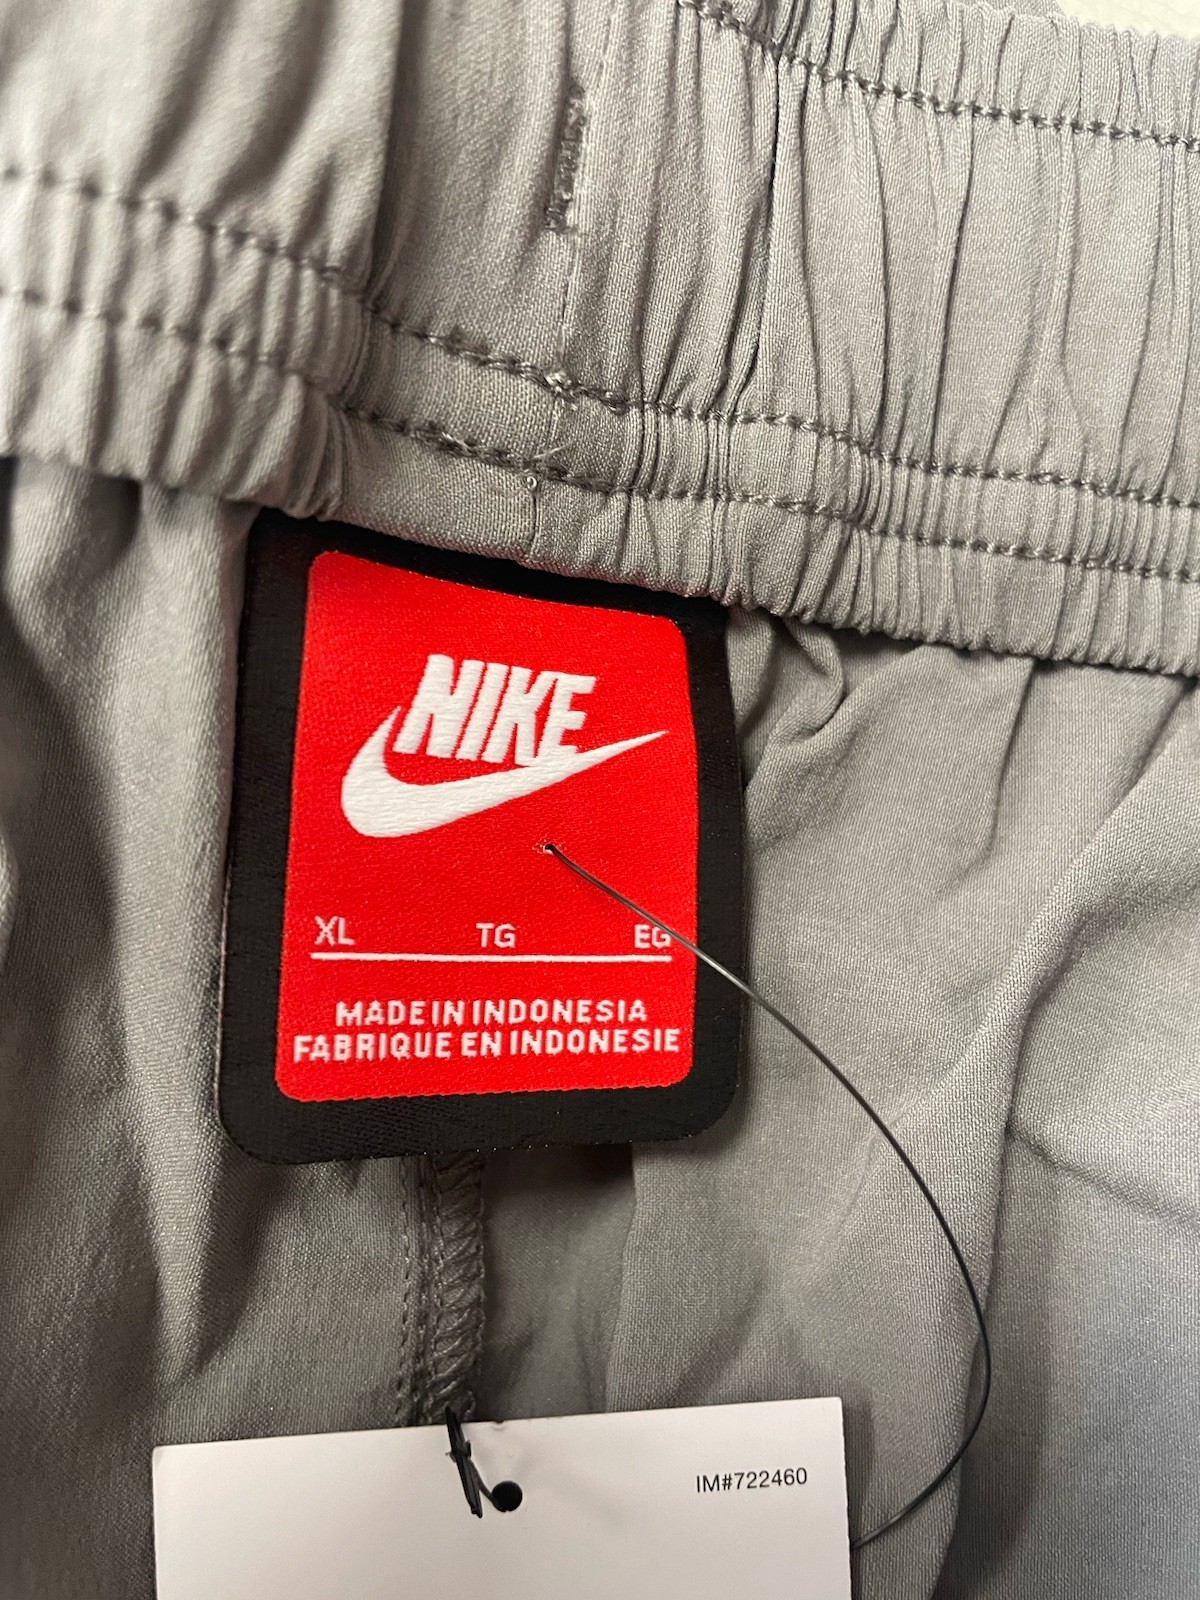 NIKE
XL TG EG
MADE IN INDONESIA
FABRIQUE EN INDONESIE
IM#722460